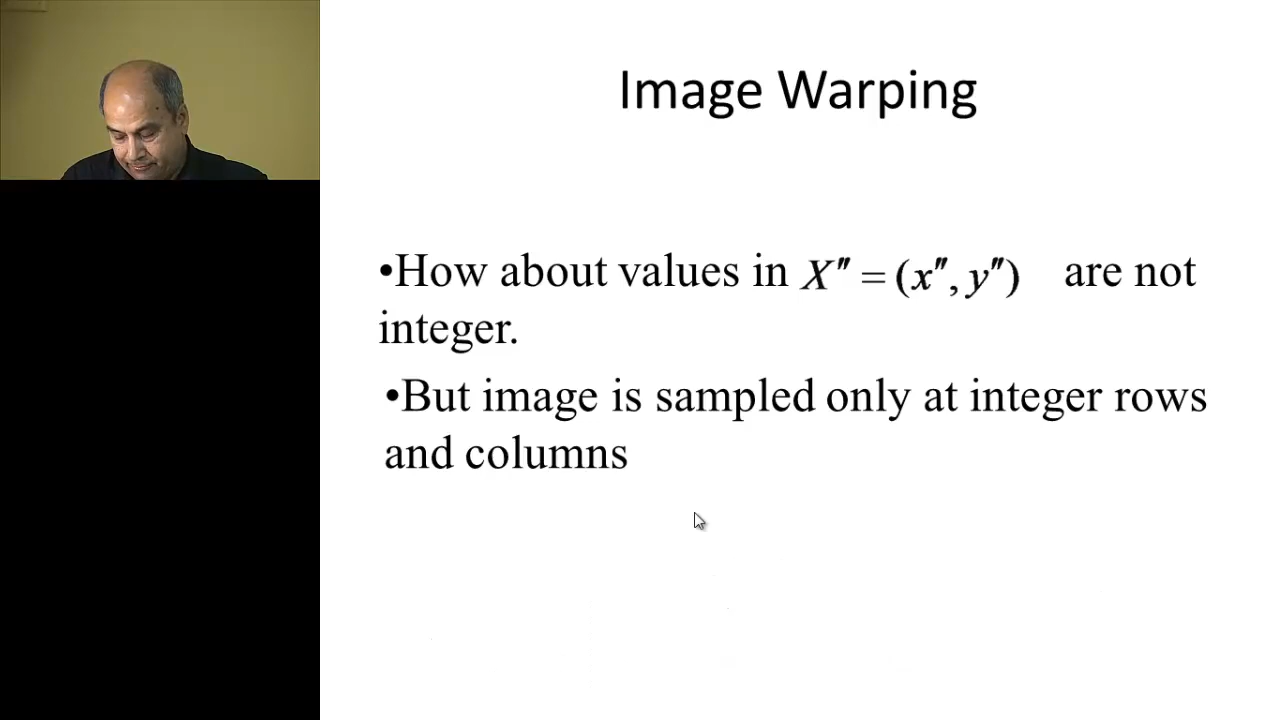 Image Warping
•How about values in X″ = (x″, y″) are not
integer.
•But image is sampled only at integer rows
and columns